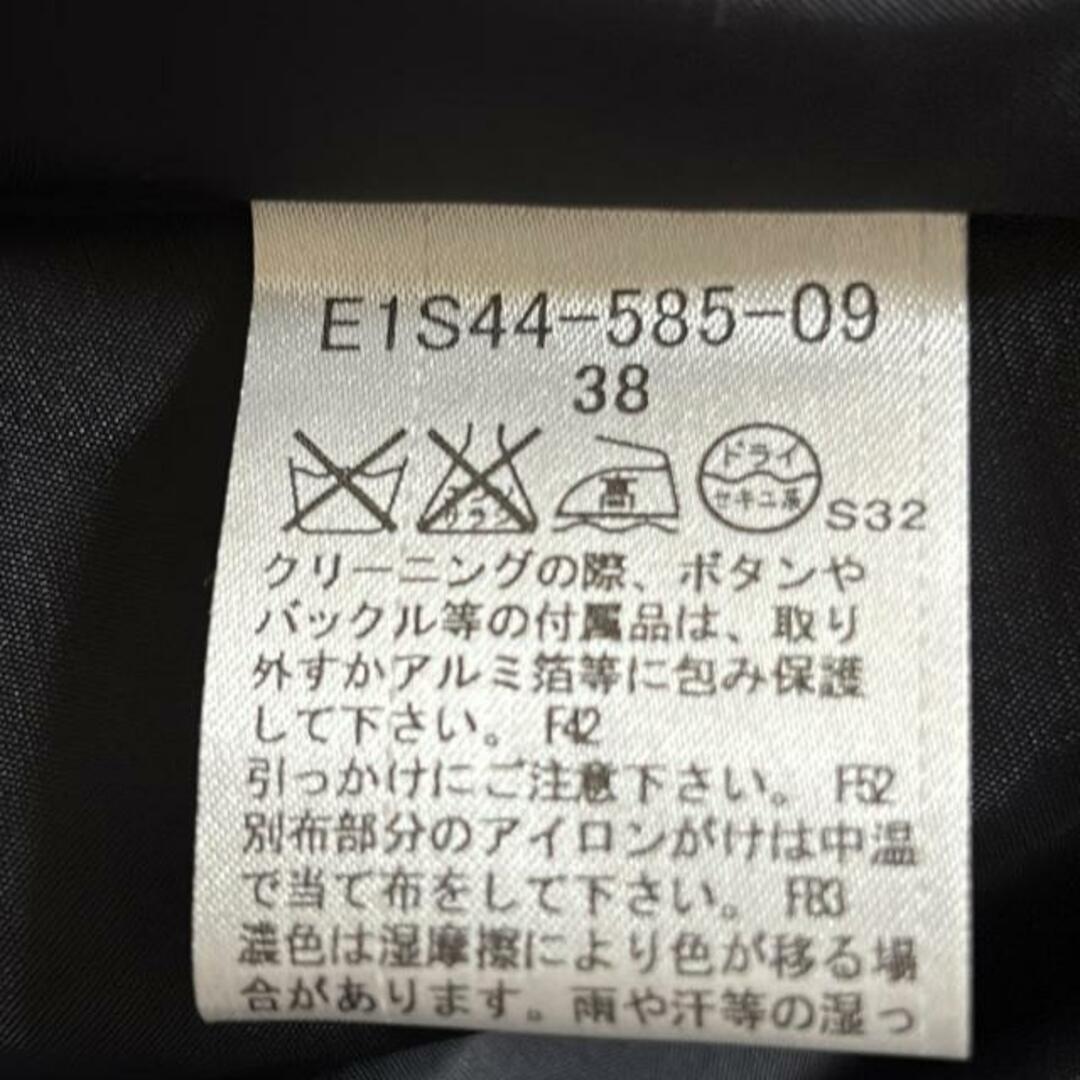 E1S44-585-09
38
エンソ
サラシ
高
ドライ
セキユ系
S32
クリーニングの際、ボタンや
バックル等の付属品は、取り
外すかアルミ箔等に包み保護
して下さい。 F42
引っかけにご注意下さい。 F52
別布部分のアイロンがけは中温
で当て布をして下さい。 F83
濃色は湿摩擦により色が移る場
合があります。雨や汗等の湿っ